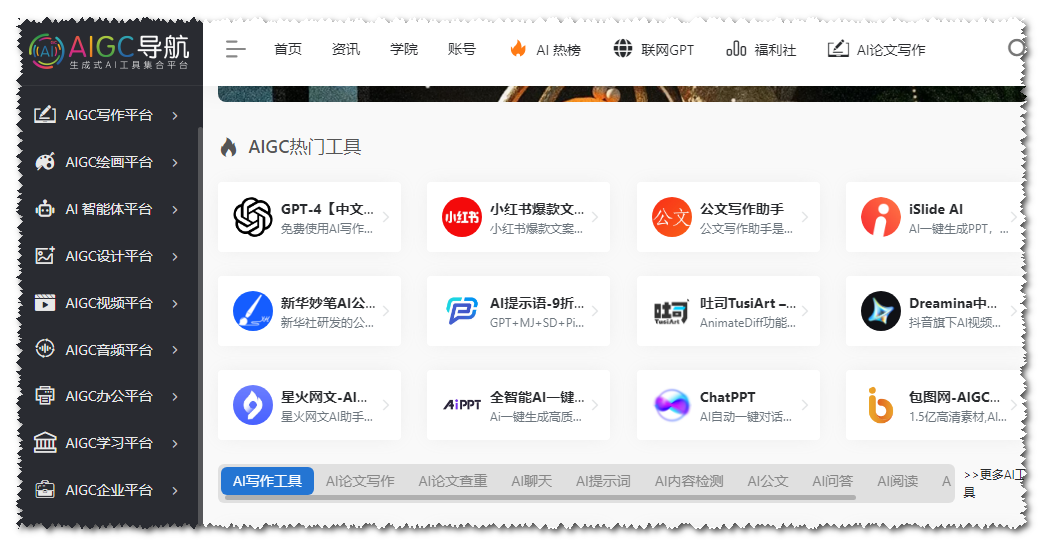 AIGC导航
生成式AI工具集合平台
首页 资讯 学院 账号 AI 热榜 联网GPT 福利社 AI论文写作
AIGC写作平台
AIGC绘画平台
AI 智能体平台
AIGC设计平台
AIGC视频平台
AIGC音频平台
AIGC办公平台
AIGC学习平台
AIGC企业平台
AIGC热门工具
GPT-4【中文...
免费使用AI写作...
小红书
小红书爆款文...
小红书爆款文案...
公文
公文写作助手
公文写作助手是...
iSlide AI
AI一键生成PPT，...
新华妙笔AI公...
新华社研发的公...
AI提示语-9折...
GPT+MJ+SD+Pi...
吐司
TusiArt
吐司TusiArt –...
AnimateDiff功能...
Dreamina中...
抖音旗下AI视频...
星火网文-AI...
星火网文AI助手...
AiPPT
全智能AI一键...
Ai一键生成高质...
ChatPPT
AI自动一键对话...
包图网-AIGC...
1.5亿高清素材,AI...
AI写作工具 AI论文写作 AI论文查重 AI聊天 AI提示词 AI内容检测 AI公文 AI问答 AI阅读 A
>>更多AI工
具